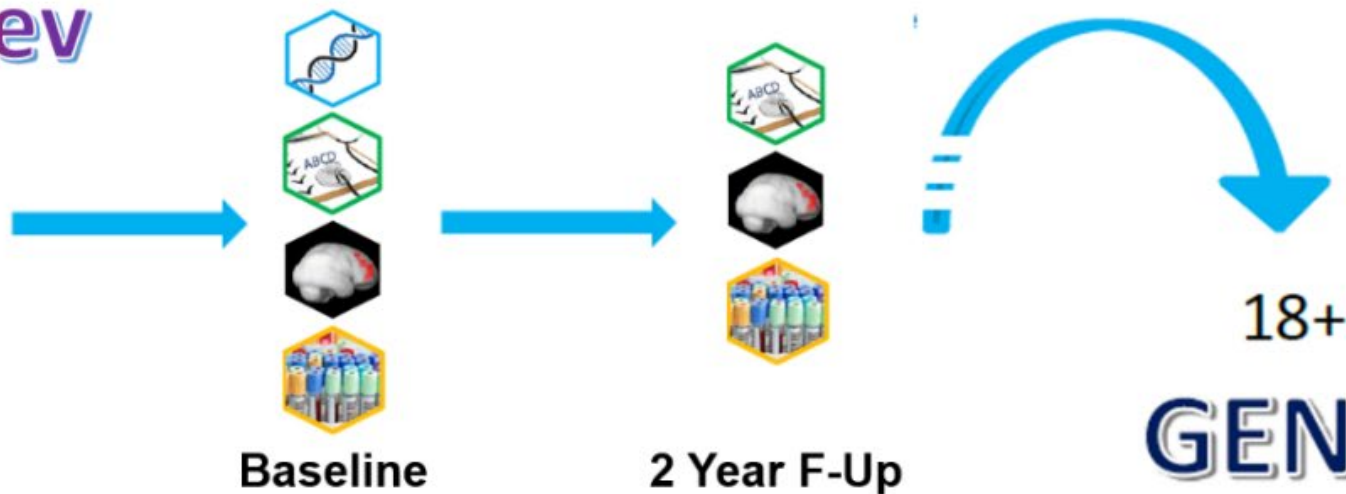 ev
ABCD
ABCD
18+
GEN
Baseline
2 Year F-Up